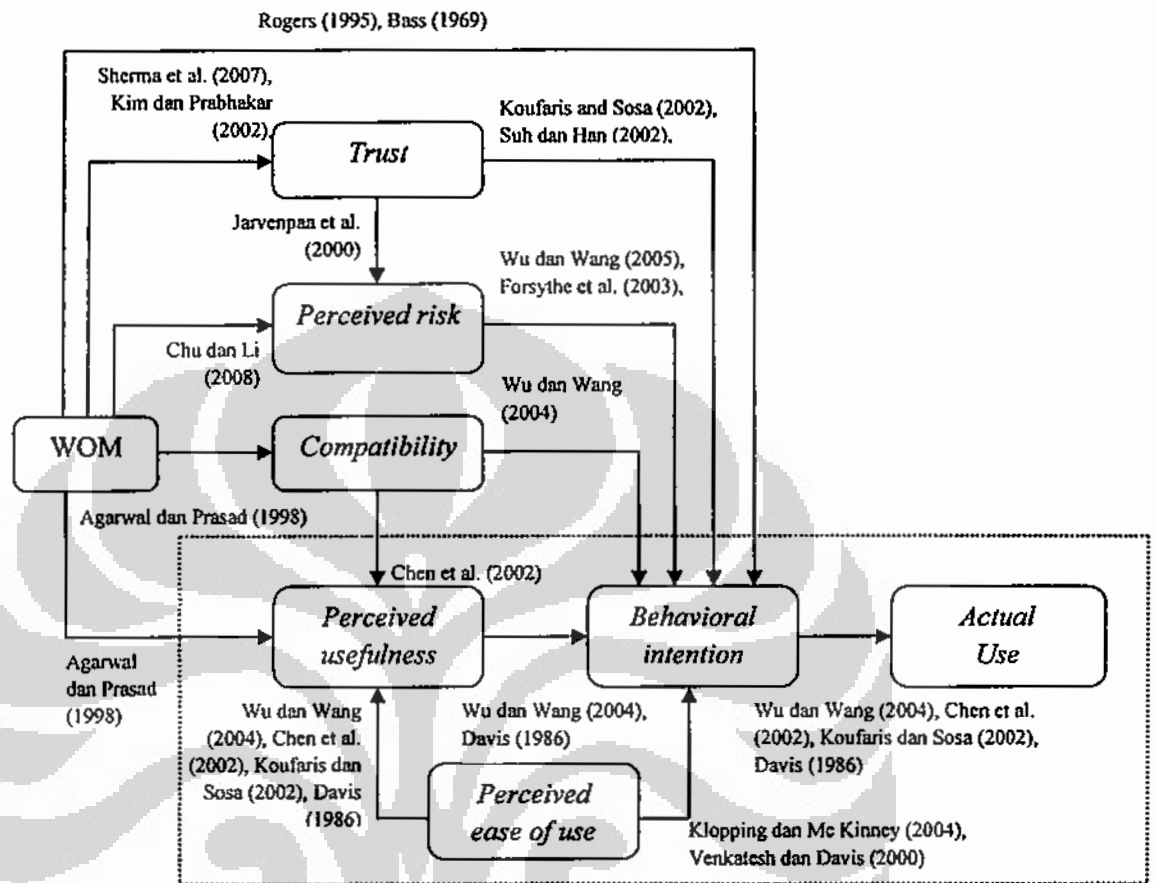 Rogers (1995), Bass (1969)
Sherma et al. (2007),
Kim dan Prabhakar
(2002),
Koufaris and Sosa (2002),
Suh dan Han (2002),
Trust
Jarvenpan et al.
(2000)
Wu dan Wang (2005),
Forsythe et al. (2003),
Perceived risk
Chu dan Li
(2008)
Wu dan Wang
(2004)
WOM
Compatibility
Agarwal dan Prasad (1998)
Chen et al. (2002)
Perceived
usefulness
Behavioral
intention
Actual
Use
Agarwal
dan Prasad
(1998)
Wu dan Wang
(2004), Chen et al.
(2002), Koufaris dan
Sosa (2002), Davis
(1986)
Wu dan Wang (2004),
Davis (1986)
Wu dan Wang (2004), Chen et al.
(2002), Koufaris dan Sosa (2002),
Davis (1986)
Perceived
ease of use
Klopping dan Mc Kinney (2004),
Venkatesh dan Davis (2000)